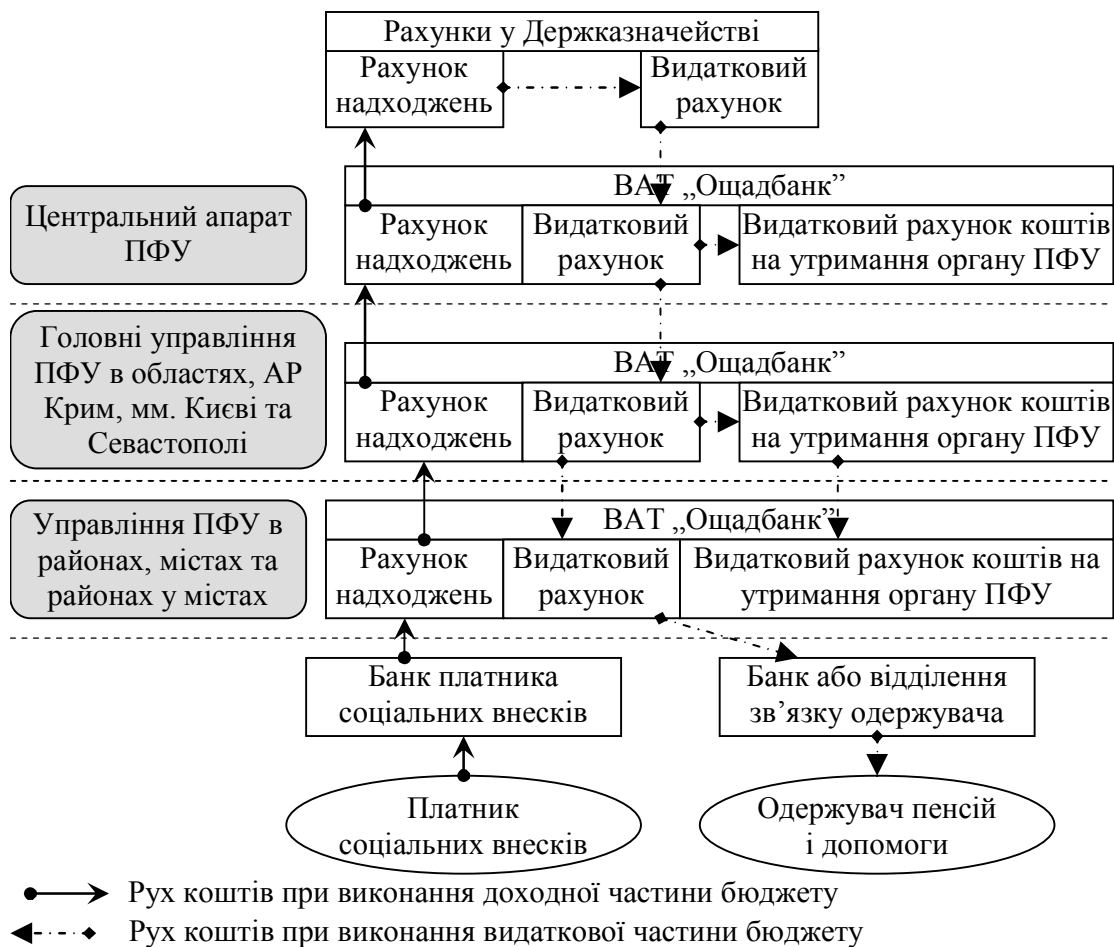 Рахунки у Держказначействі
Рахунок
надходжень
Видатковий
рахунок
Центральний апарат
ПФУ
ВАТ „Ощадбанк”
Рахунок
надходжень
Видатковий
рахунок
Видатковий рахунок коштів
на утримання органу ПФУ
Головні управління
ПФУ в областях, АР
Крим, мм. Києві та
Севастополі
ВАТ „Ощадбанк”
Рахунок
надходжень
Видатковий
рахунок
Видатковий рахунок коштів
на утримання органу ПФУ
Управління ПФУ в
районах, містах та
районах у містах
ВАТ „Ощадбанк”
Рахунок
надходжень
Видатковий
рахунок
Видатковий рахунок коштів на
утримання органу ПФУ
Банк платника
соціальних внесків
Банк або відділення
зв’язку одержувача
Платник
соціальних внесків
Одержувач пенсій
і допомоги
Рух коштів при виконання доходної частини бюджету
Рух коштів при виконання видаткової частини бюджету